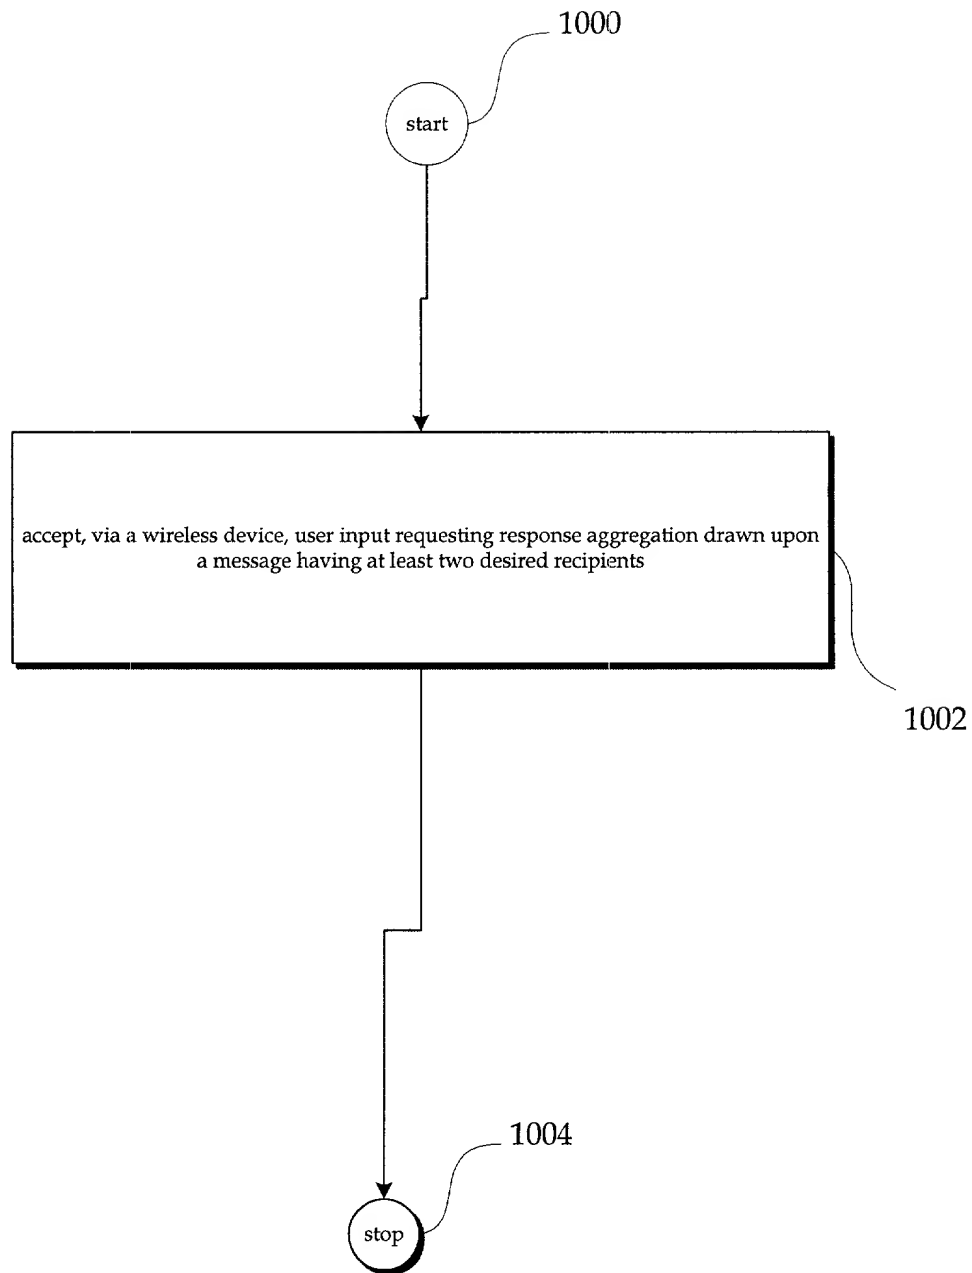 1000
start
accept, via a wireless device, user input requesting response aggregation drawn upon
a message having at least two desired recipients
1002
1004
stop